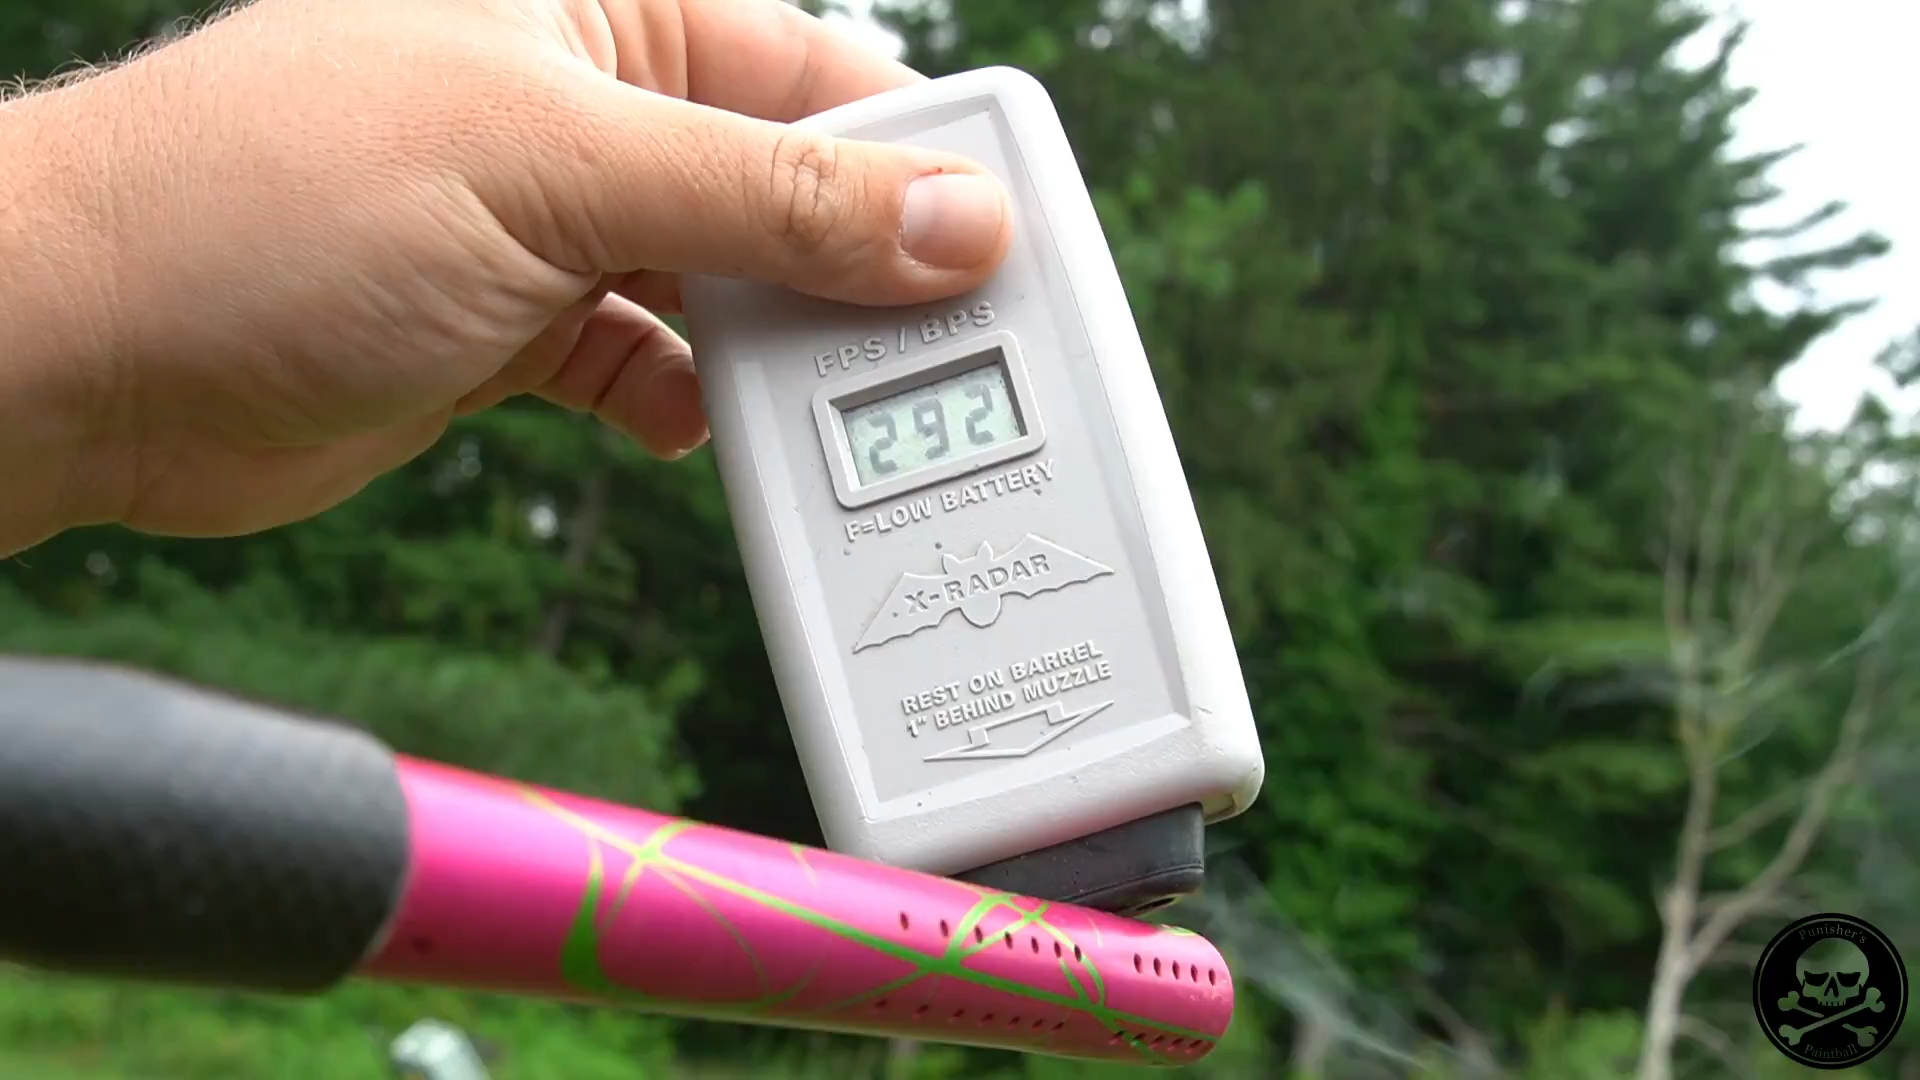 FPS / BPS
292
F=LOW BATTERY
X-RADAR
REST ON BARREL
1" BEHIND MUZZLE
Punisher's
Paintball